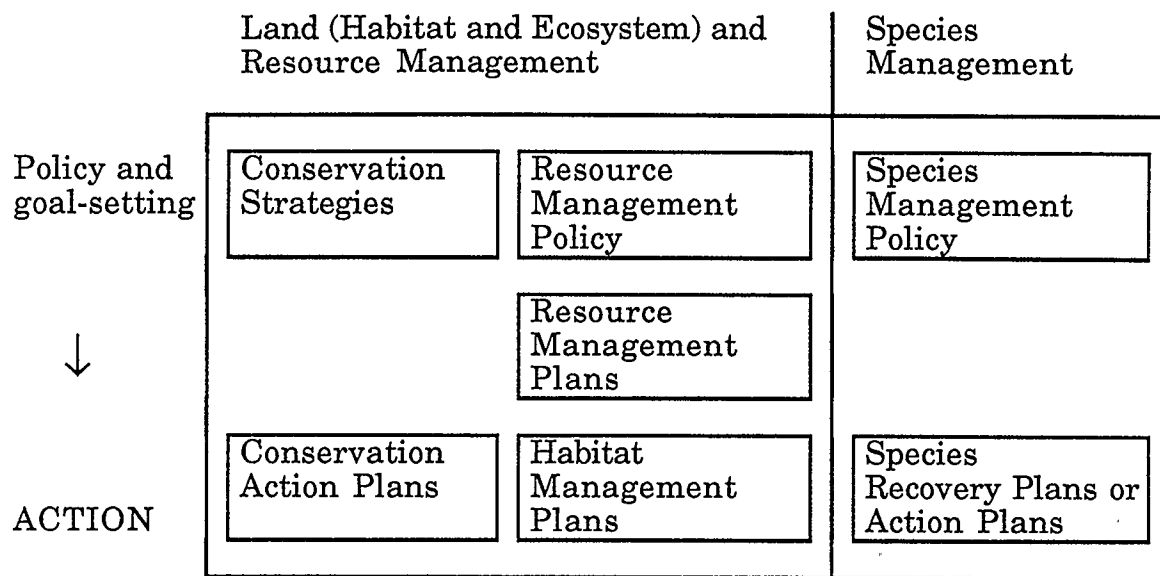 Land (Habitat and Ecosystem) and
Resource Management
Species
Management
Policy and
goal-setting
Conservation
Strategies
Resource
Management
Policy
Species
Management
Policy
↓
Resource
Management
Plans
ACTION
Conservation
Action Plans
Habitat
Management
Plans
Species
Recovery Plans or
Action Plans